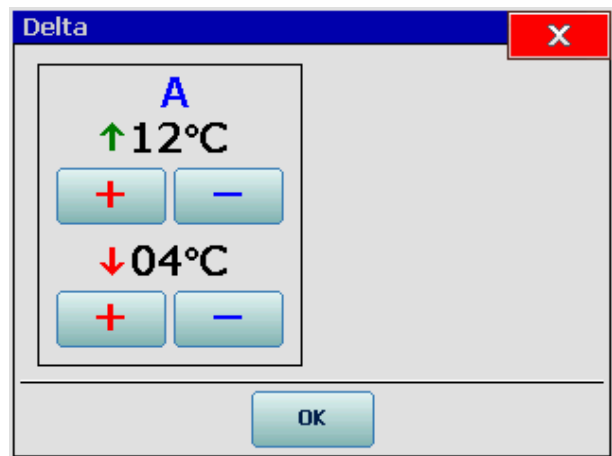 Delta
X
A
↑12°C
+ −
↓04°C
+ −
OK